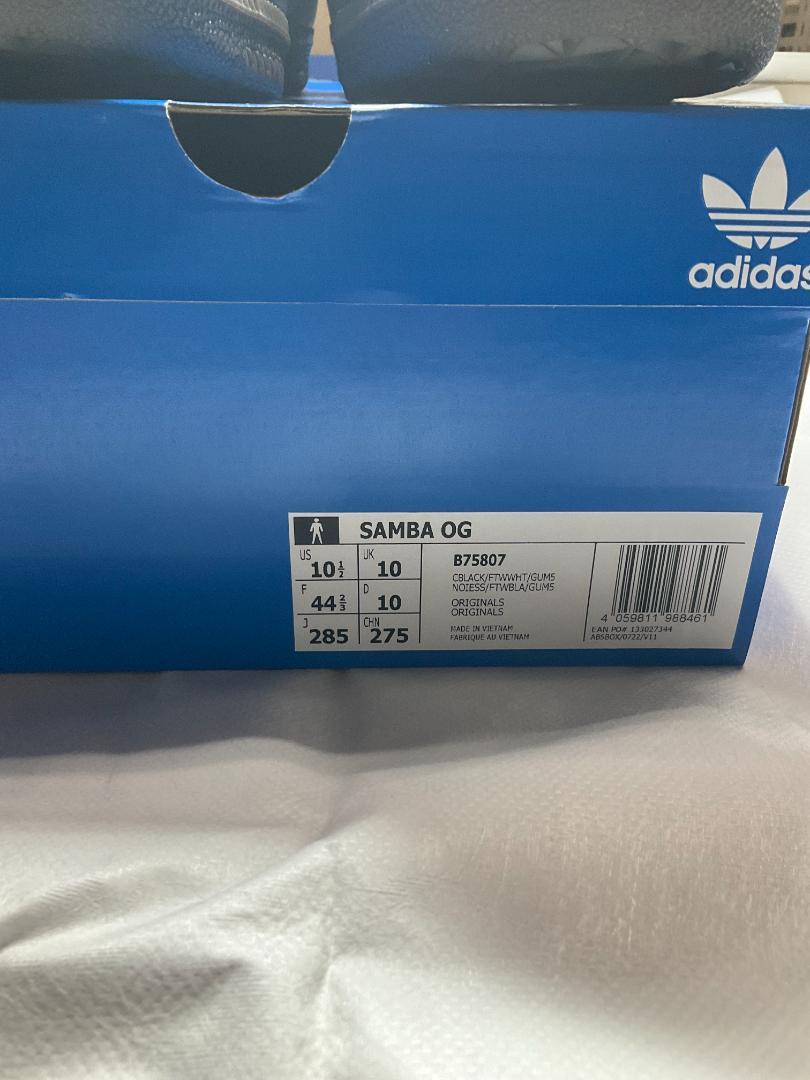 adidas
SAMBA OG
US 10½ UK 10
F 44⅔ D 10
J 285 CHN 275
B75807
CBLACK/FTWWHT/GUM5
NOIESS/FTWBLA/GUM5
ORIGINALS
ORIGINALS
MADE IN VIETNAM
FABRIQUE AU VIETNAM
4 059811 988461
EAN PO# 133027344
ABSBOX/0722/V11